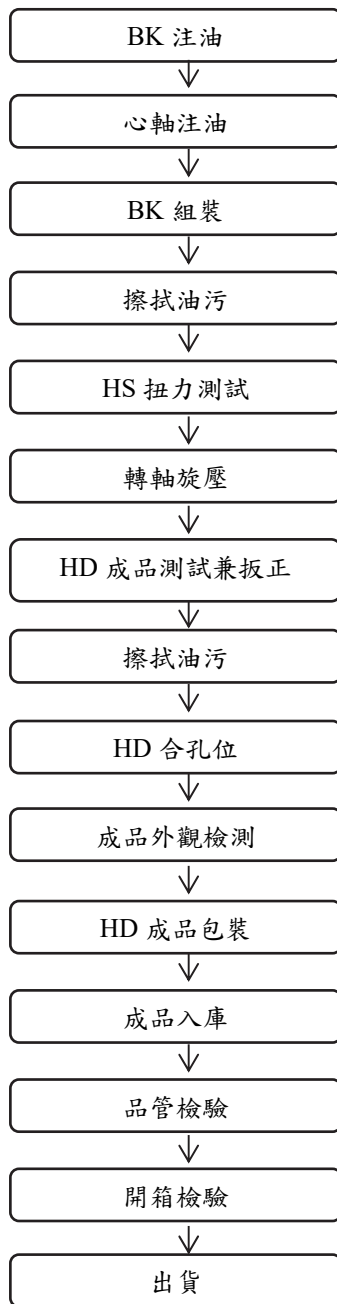 BK 注油
心軸注油
BK 組裝
擦拭油污
HS 扭力測試
轉軸旋壓
HD 成品測試兼扳正
擦拭油污
HD 合孔位
成品外觀檢測
HD 成品包裝
成品入庫
品管檢驗
開箱檢驗
出貨